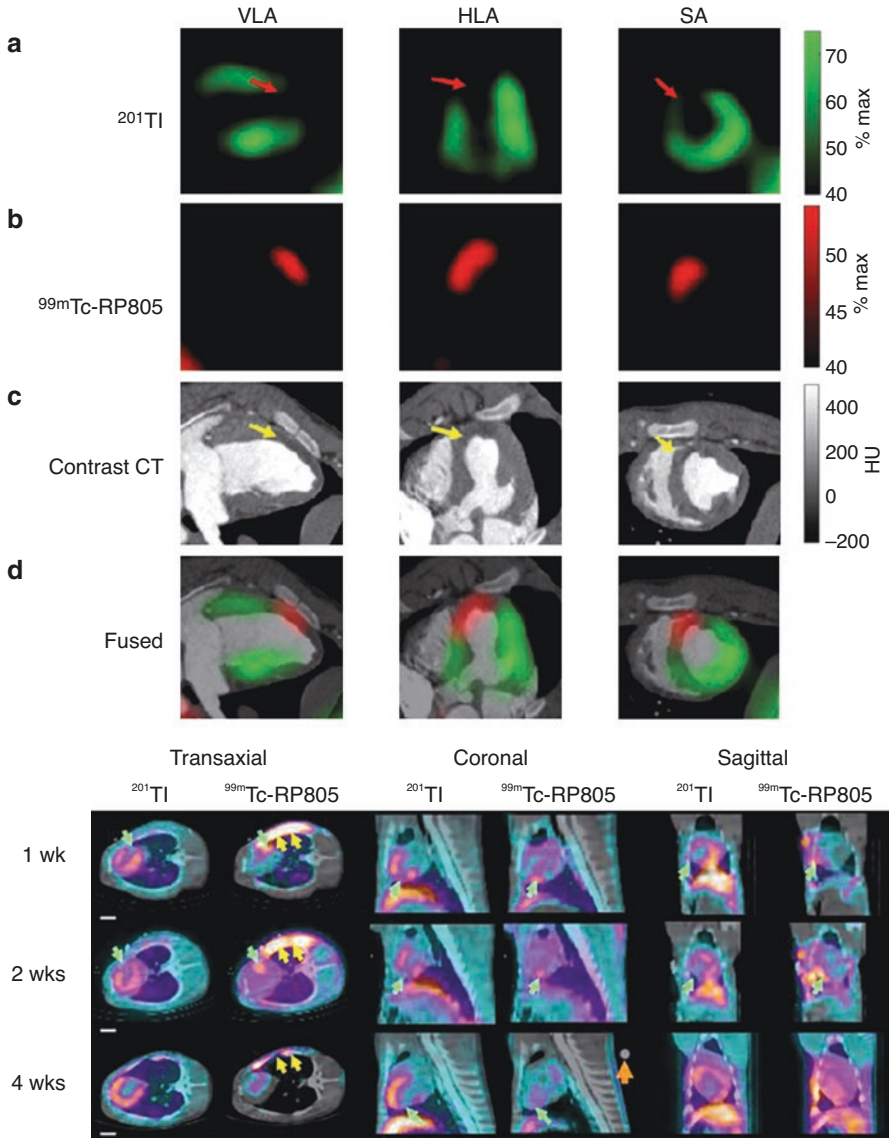 VLA HLA SA
a
²⁰¹Tl
70
60
50
40
% max
b
⁹⁹ᵐTc-RP805
50
45
40
% max
c
Contrast CT
400
200
0
–200
HU
d
Fused
Transaxial Coronal Sagittal
²⁰¹Tl ⁹⁹ᵐTc-RP805 ²⁰¹Tl ⁹⁹ᵐTc-RP805 ²⁰¹Tl ⁹⁹ᵐTc-RP805
1 wk
2 wks
4 wks